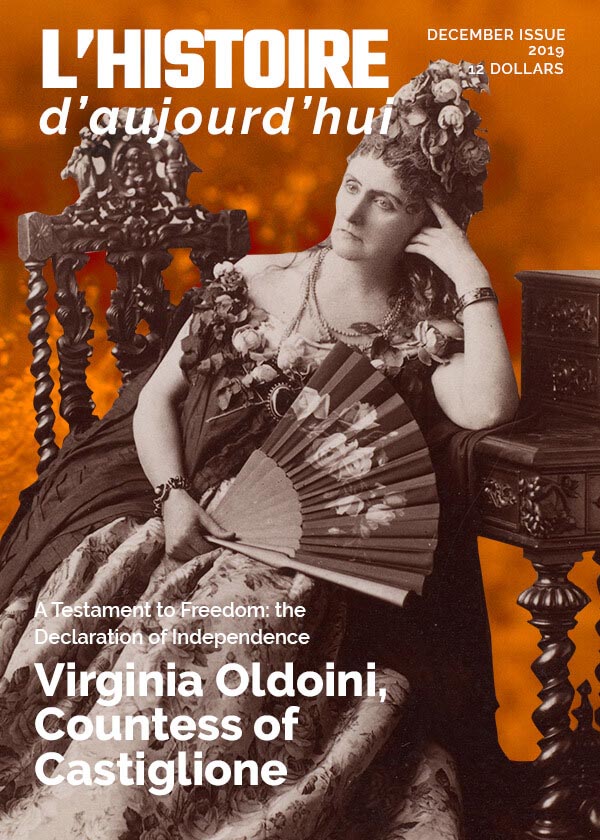 L'HISTOIRE
d'aujourd'hui
DECEMBER ISSUE
2019
12 DOLLARS
A Testament to Freedom: the
Declaration of Independence
Virginia Oldoini,
Countess of
Castiglione